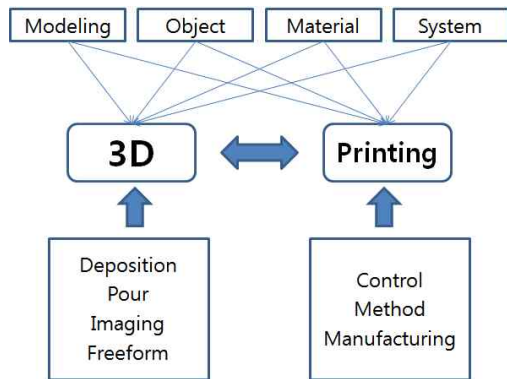 Modeling Object Material System
3D Printing
Deposition
Pour
Imaging
Freeform
Control
Method
Manufacturing